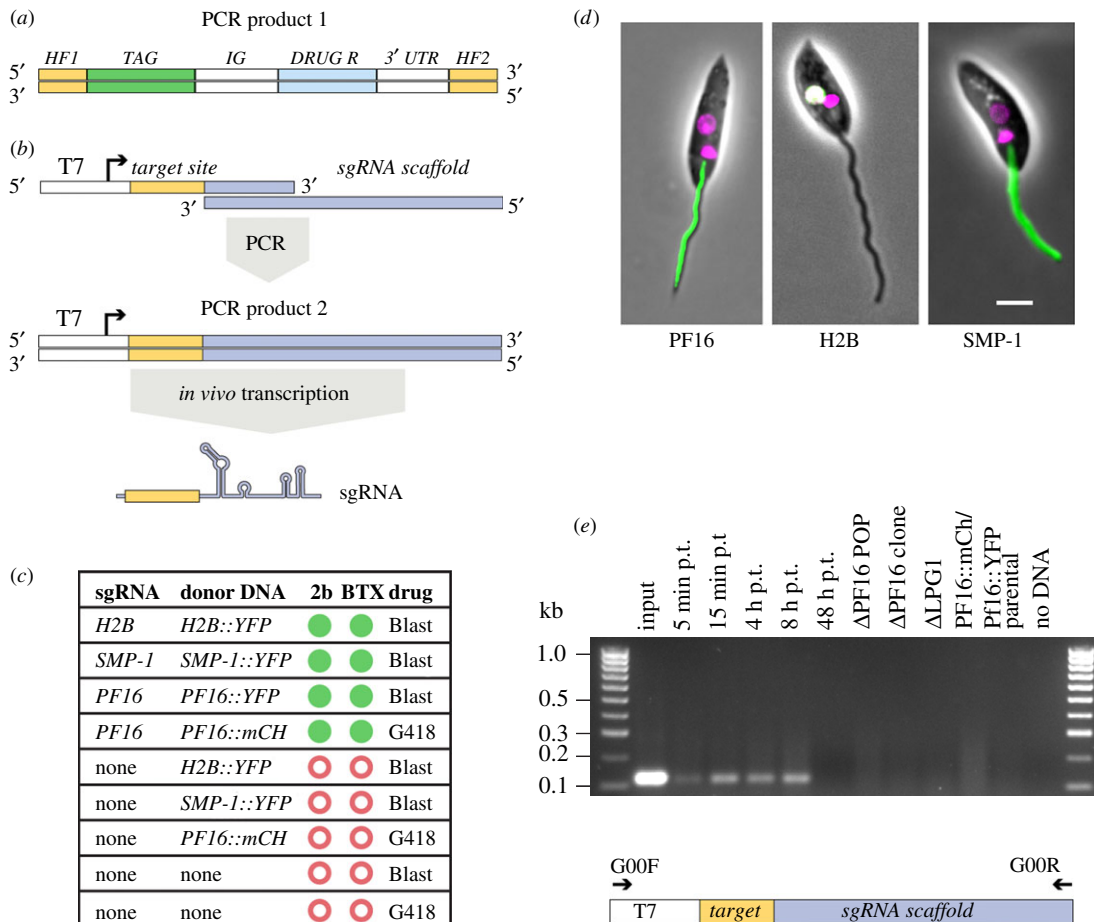 (a)
PCR product 1
HF1 TAG IG DRUG R 3′ UTR HF2
5′ 3′
3′ 5′
(b)
T7 target site sgRNA scaffold
5′ 3′
3′ 5′
PCR
PCR product 2
T7
5′ 3′
3′ 5′
in vivo transcription
sgRNA
(c)
sgRNA donor DNA 2b BTX drug
H2B H2B::YFP Blast
SMP-1 SMP-1::YFP Blast
PF16 PF16::YFP Blast
PF16 PF16::mCH G418
none H2B::YFP Blast
none SMP-1::YFP Blast
none PF16::mCH G418
none none Blast
none none G418
(d)
PF16 H2B SMP-1
(e)
kb
input
5 min p.t.
15 min p.t
4 h p.t.
8 h p.t.
48 h p.t.
ΔPF16 POP
ΔPF16 clone
ΔLPG1
PF16::mCh/
Pf16::YFP
parental
no DNA
1.0
0.5
0.3
0.2
0.1
G00F G00R
T7 target sgRNA scaffold